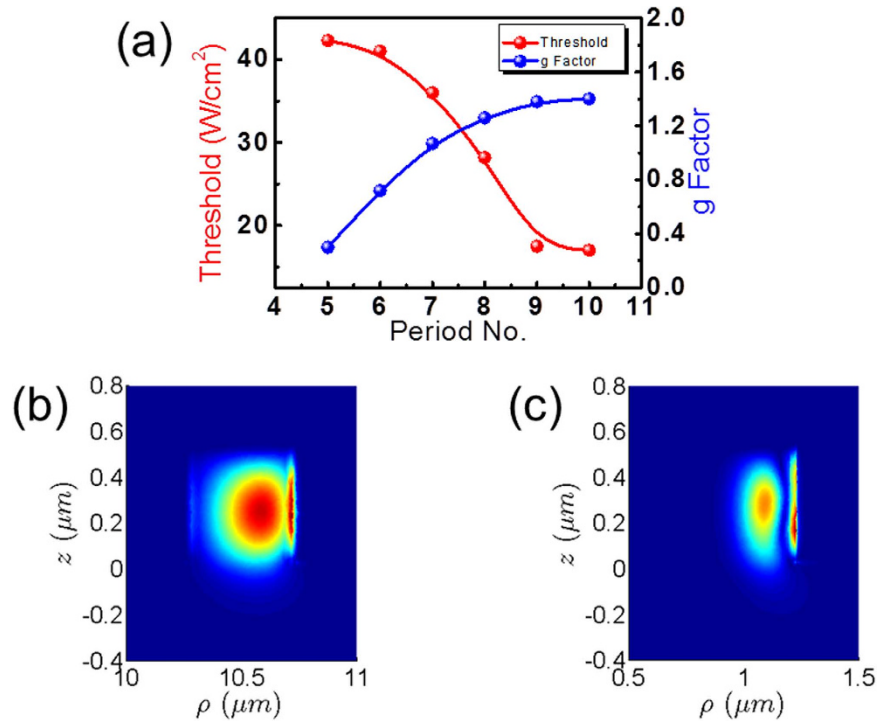 (a)
Threshold (W/cm²)
40
30
20
Threshold
g Factor
2.0
1.6
1.2
0.8
0.4
0.0
g Factor
4 5 6 7 8 9 10 11
Period No.
(b)
z (μm)
0.8
0.6
0.4
0.2
0
-0.2
-0.4
10 10.5 11
ρ (μm)
(c)
z (μm)
0.8
0.6
0.4
0.2
0
-0.2
-0.4
0.5 1 1.5
ρ (μm)